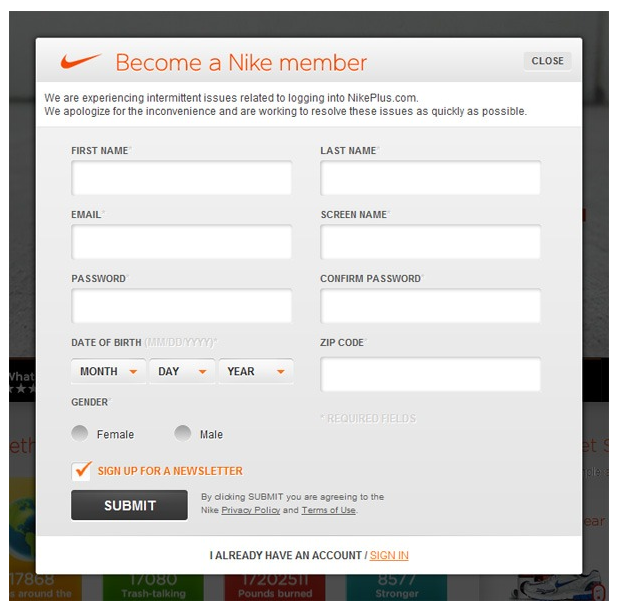 Become a Nike member
CLOSE
We are experiencing intermittent issues related to logging into NikePlus.com.
We apologize for the inconvenience and are working to resolve these issues as quickly as possible.
FIRST NAME*
LAST NAME*
EMAIL*
SCREEN NAME*
PASSWORD*
CONFIRM PASSWORD*
DATE OF BIRTH (MM/DD/YYYY)*
ZIP CODE*
MONTH DAY YEAR
GENDER*
* REQUIRED FIELDS
Female Male
SIGN UP FOR A NEWSLETTER
SUBMIT
By clicking SUBMIT you are agreeing to the
Nike Privacy Policy and Terms of Use.
I ALREADY HAVE AN ACCOUNT / SIGN IN
17868 17080 17202511 8577
s around the Trash-talking Pounds burned Stronger